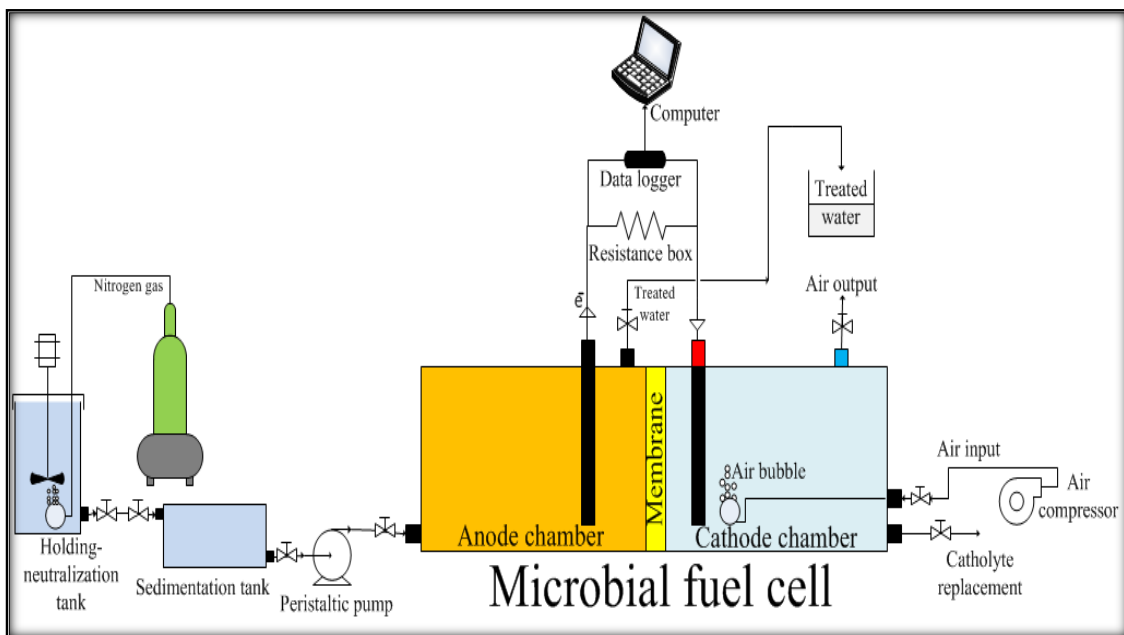 Computer
Data logger
Treated
water
Resistance box
Nitrogen gas
Treated
water
Air output
e̅
Membrane
Air bubble
Air input
Air
compressor
Anode chamber
Cathode chamber
Holding-
neutralization
tank
Sedimentation tank
Peristaltic pump
Catholyte
replacement
Microbial fuel cell